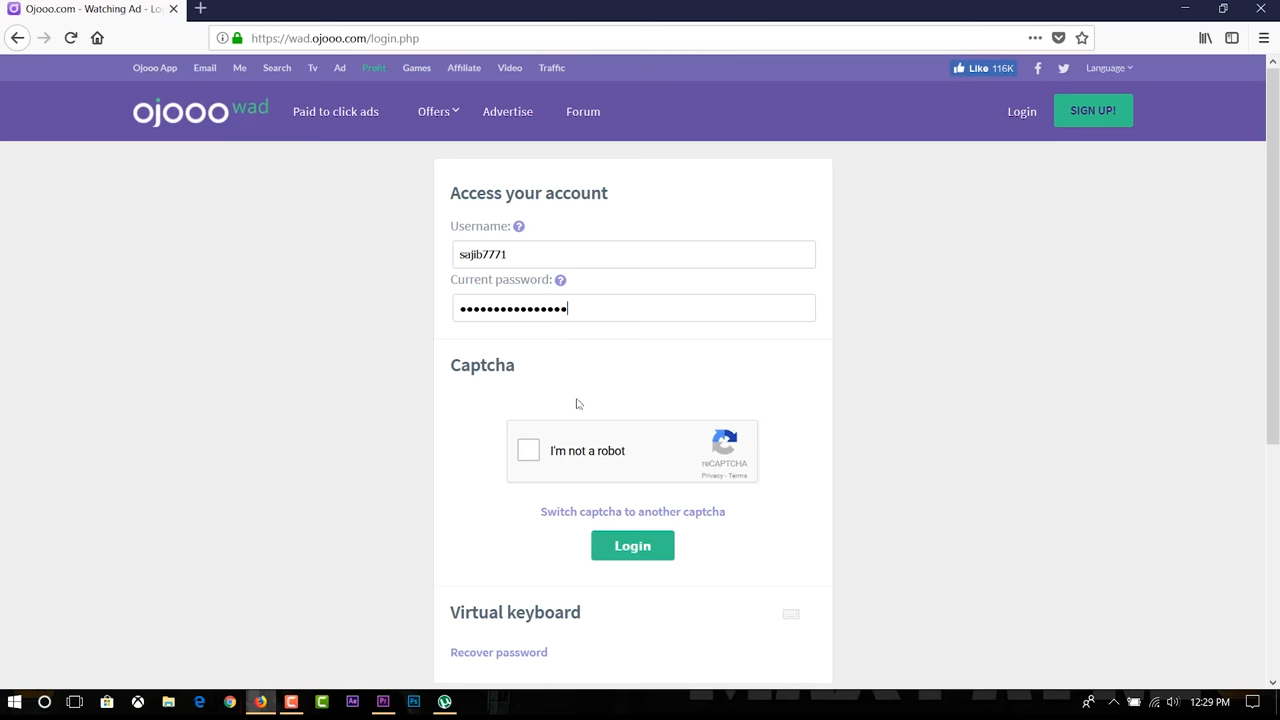 Ojooo.com - Watching Ad - Lo
https://wad.ojooo.com/login.php
Ojooo App Email Me Search Tv Ad Profit Games Affiliate Video Traffic Like 116K Language
ojooo wad Paid to click ads Offers Advertise Forum Login SIGN UP!
Access your account
Username:
sajib7771
Current password:
••••••••••••••••
Captcha
I'm not a robot
reCAPTCHA
Privacy - Terms
Switch captcha to another captcha
Login
Virtual keyboard
Recover password
12:29 PM